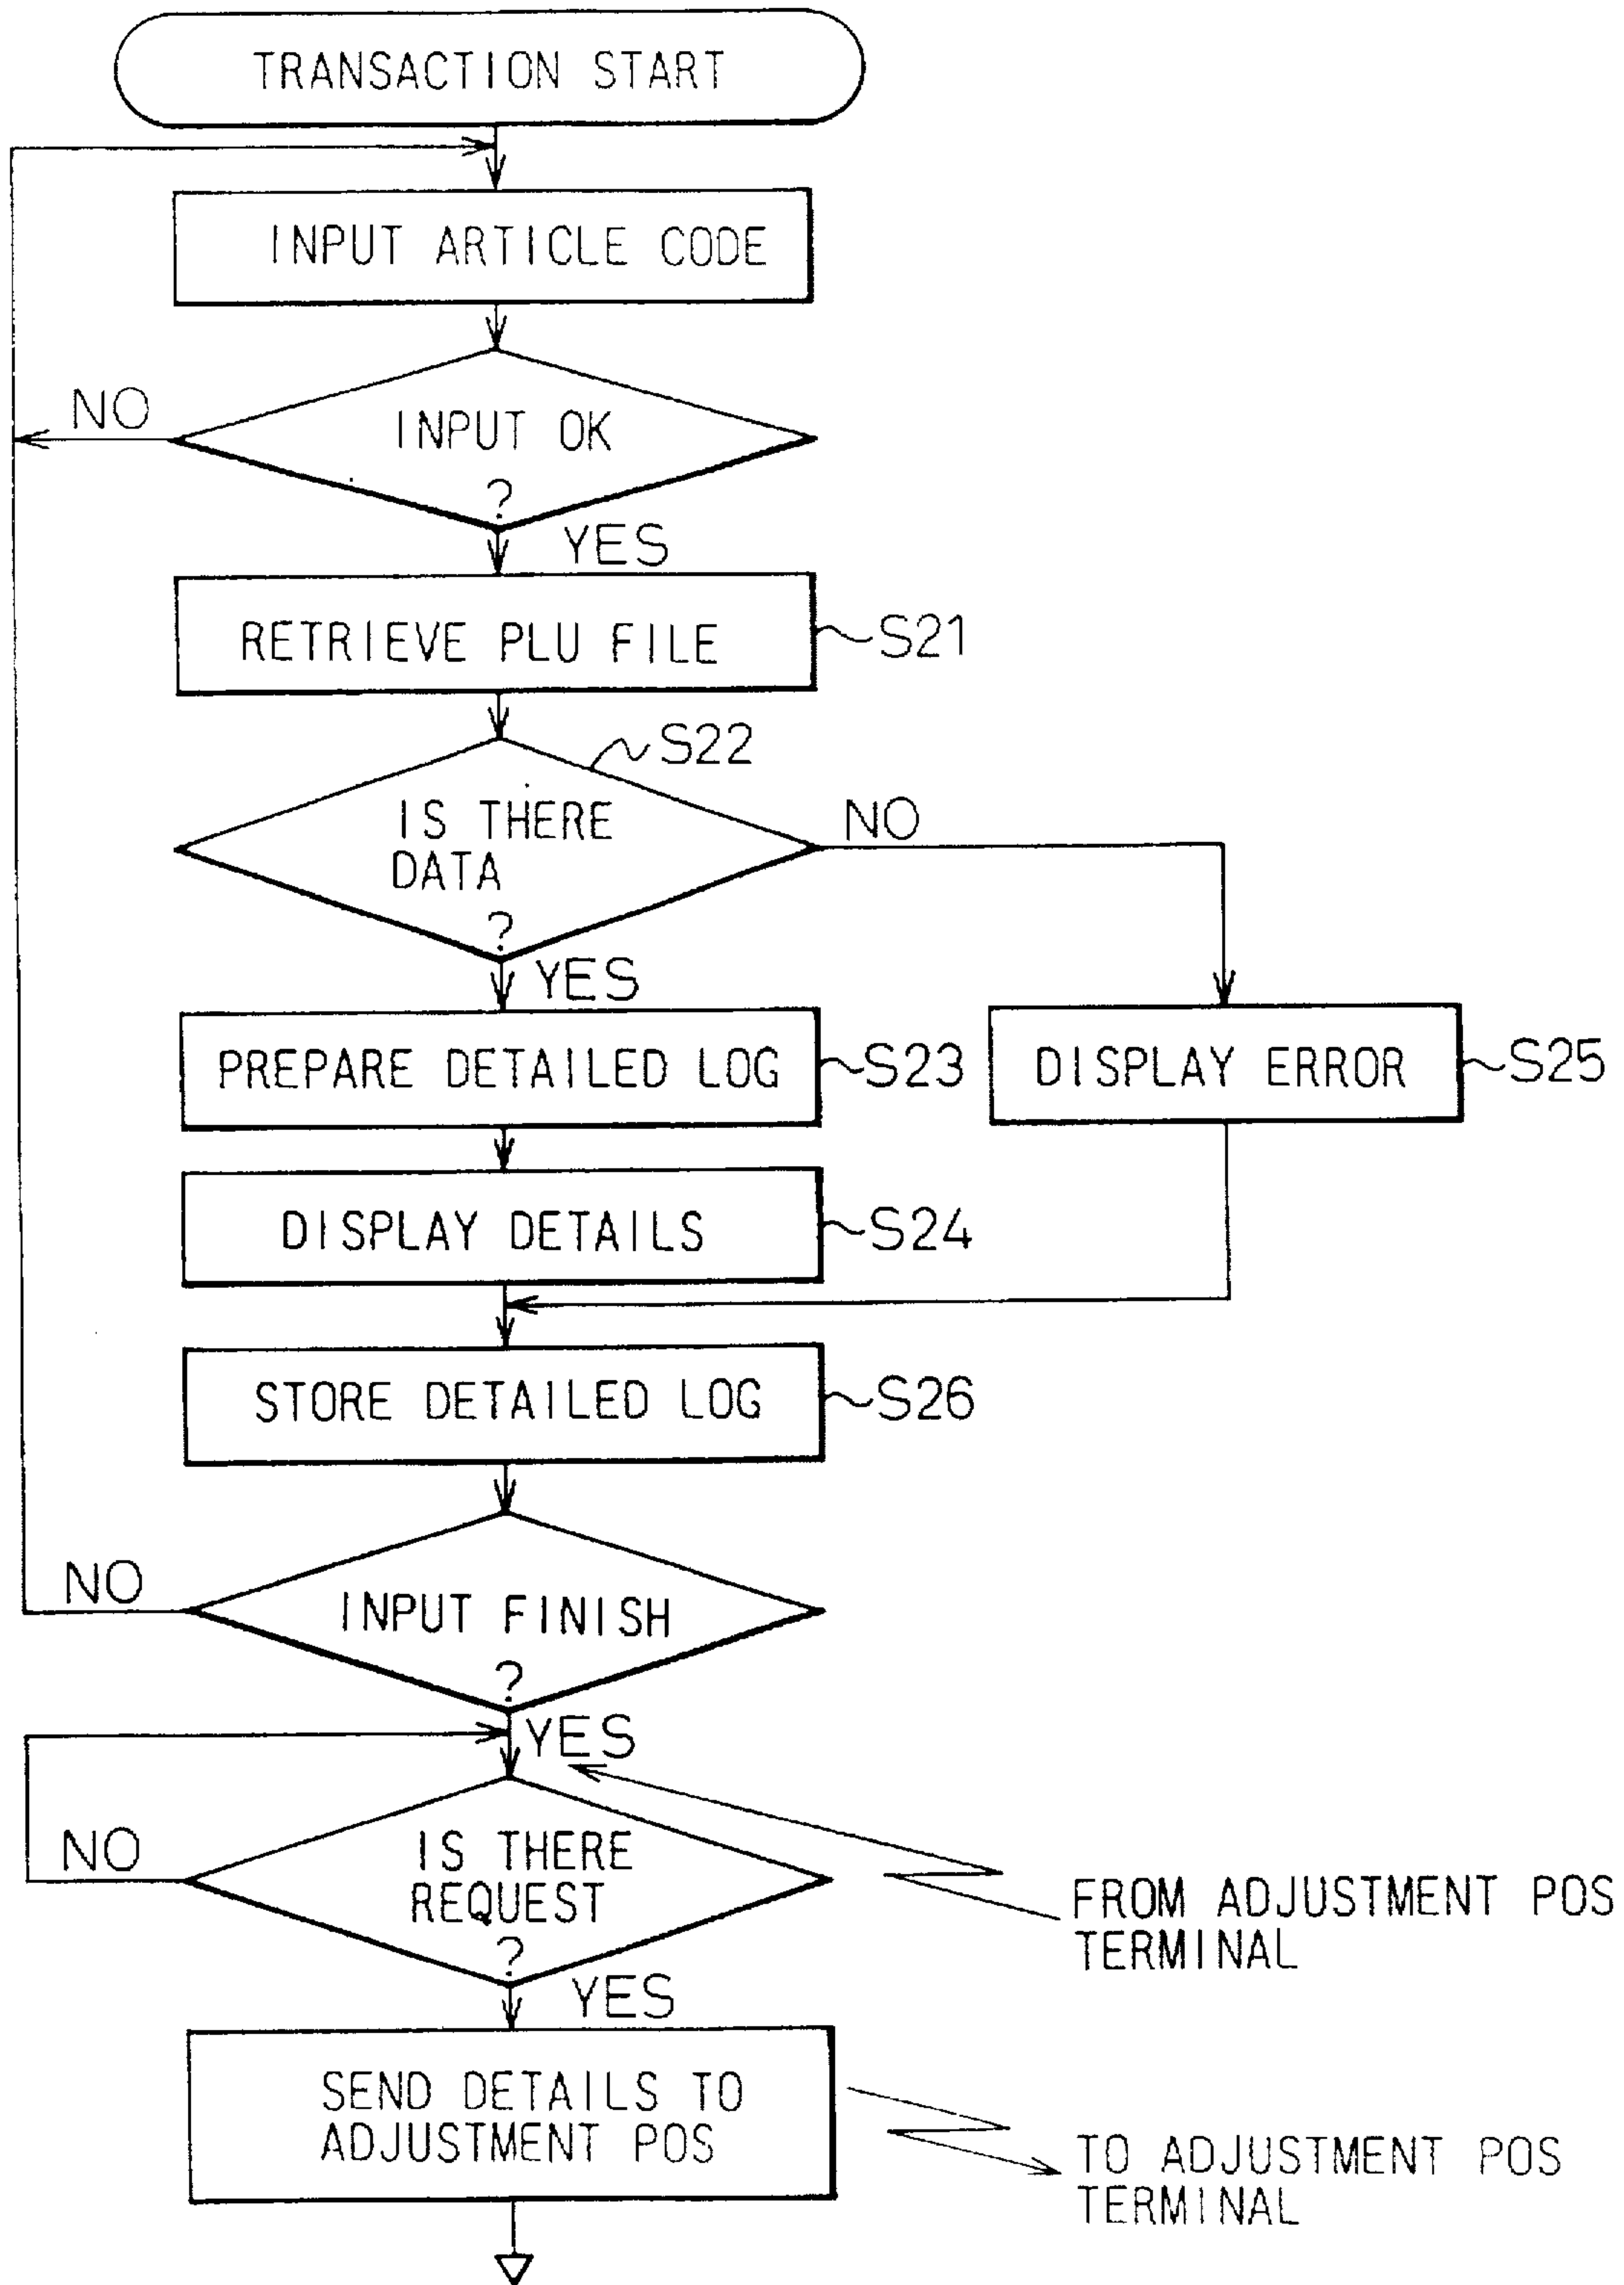 TRANSACTION START
INPUT ARTICLE CODE
NO
INPUT OK
?
YES
RETRIEVE PLU FILE
S21
S22
IS THERE
DATA
?
NO
YES
PREPARE DETAILED LOG
S23
DISPLAY ERROR
S25
DISPLAY DETAILS
S24
STORE DETAILED LOG
S26
NO
INPUT FINISH
?
YES
NO
IS THERE
REQUEST
?
FROM ADJUSTMENT POS
TERMINAL
YES
SEND DETAILS TO
ADJUSTMENT POS
TO ADJUSTMENT POS
TERMINAL